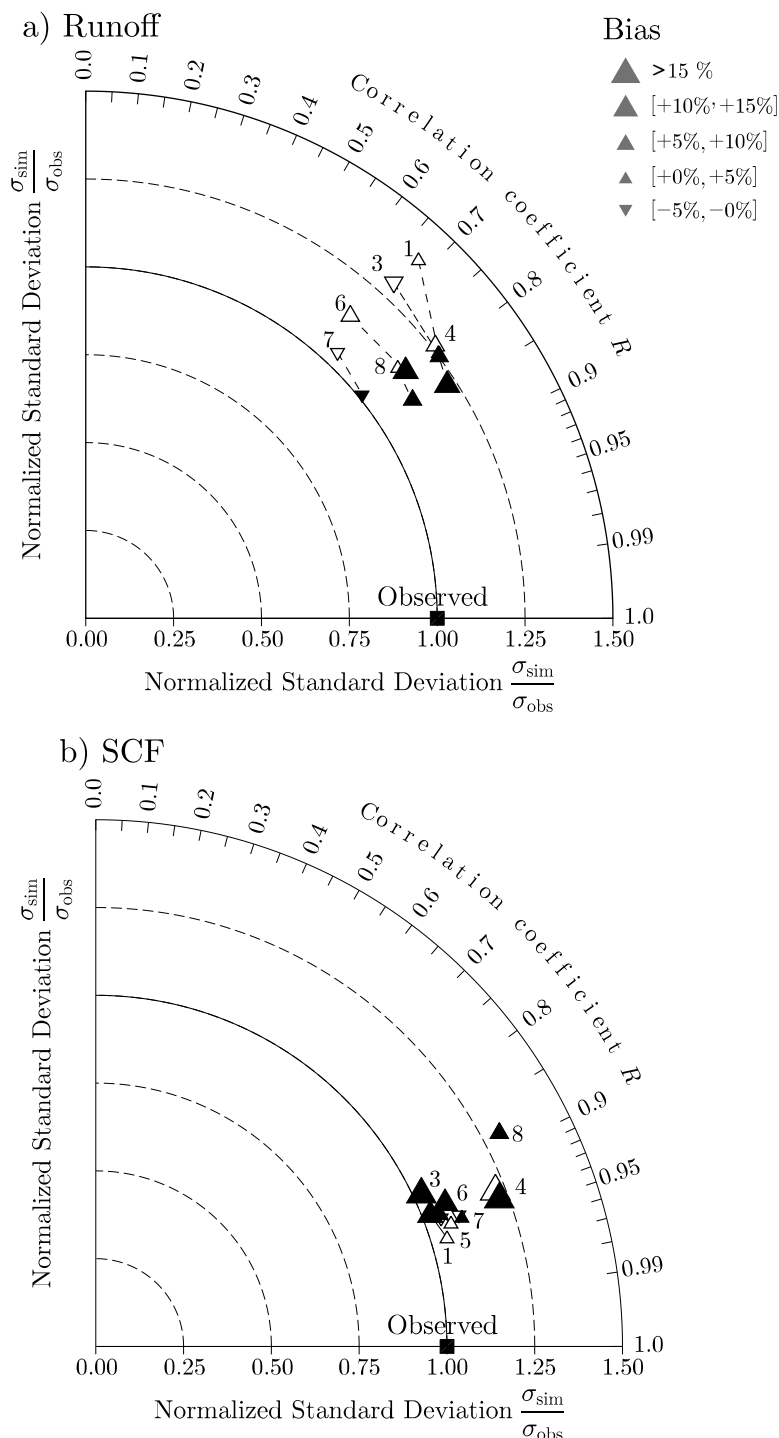 a) Runoff
Bias
>15 %
[+10%,+15%]
[+5%,+10%]
[+0%,+5%]
[−5%,−0%]
0.0
0.1
0.2
0.3
0.4
0.5
0.6
0.7
0.8
0.9
0.95
0.99
1.0
Correlation coefficient R
Normalized Standard Deviation σsim
σobs
1
3
4
6
7
8
Observed
0.00 0.25 0.50 0.75 1.00 1.25 1.50
Normalized Standard Deviation σsim
σobs
b) SCF
0.0
0.1
0.2
0.3
0.4
0.5
0.6
0.7
0.8
0.9
0.95
0.99
1.0
Correlation coefficient R
Normalized Standard Deviation σsim
σobs
8
3
4
6
7
5
1
Observed
0.00 0.25 0.50 0.75 1.00 1.25 1.50
Normalized Standard Deviation σsim
σobs